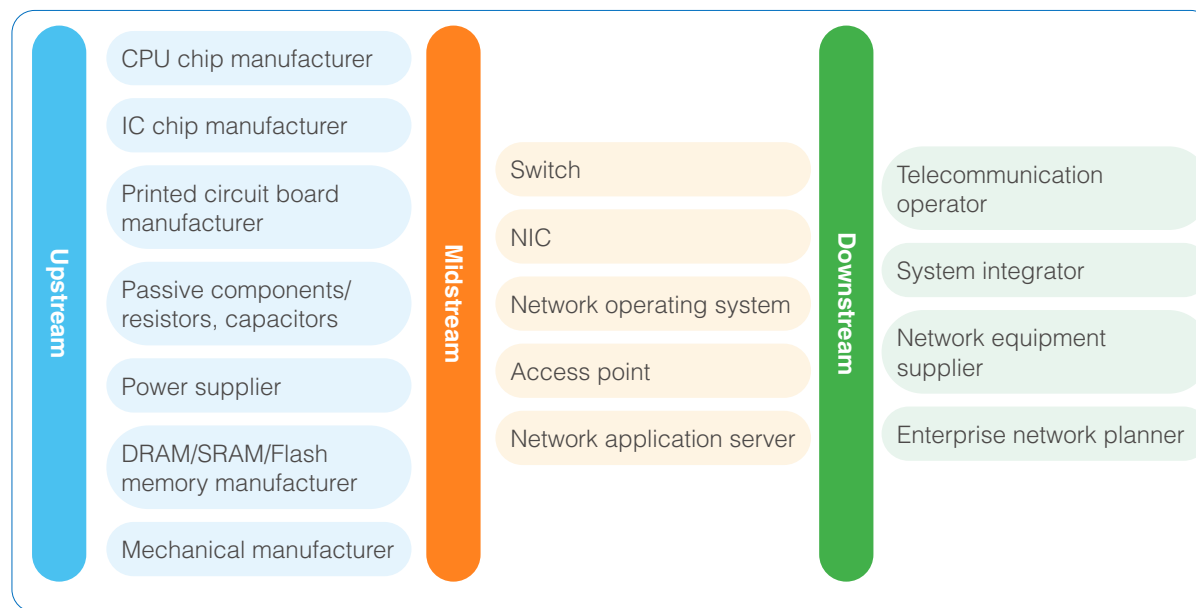 Upstream
CPU chip manufacturer
IC chip manufacturer
Printed circuit board
manufacturer
Passive components/
resistors, capacitors
Power supplier
DRAM/SRAM/Flash
memory manufacturer
Mechanical manufacturer
Midstream
Switch
NIC
Network operating system
Access point
Network application server
Downstream
Telecommunication
operator
System integrator
Network equipment
supplier
Enterprise network planner